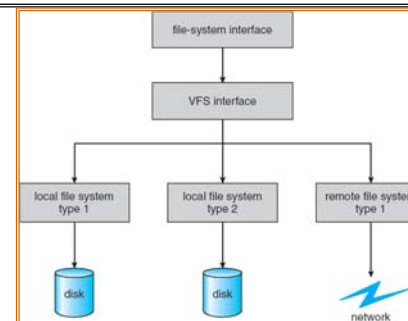 file-system interface
VFS interface
local file system
type 1
local file system
type 2
remote file system
type 1
disk
disk
network